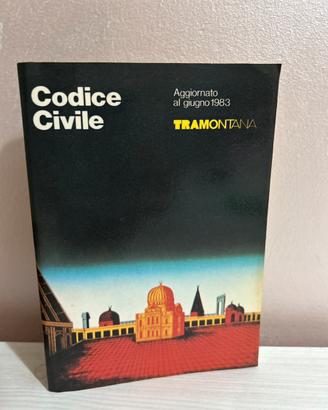 Codice
Civile
Aggiornato
al giugno 1983
TRAMONTANA